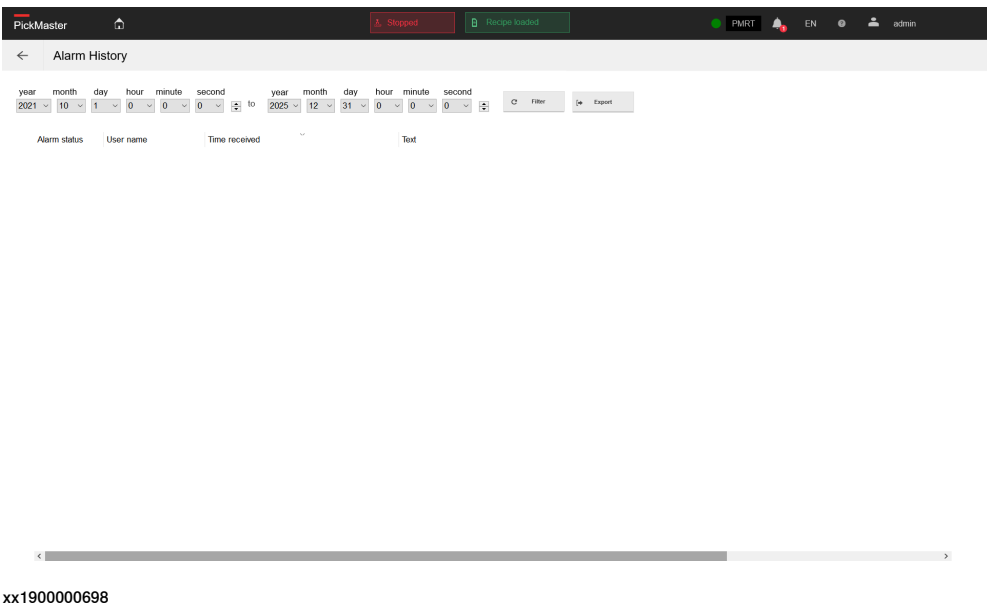 PickMaster Stopped Recipe loaded PMRT EN admin
Alarm History
year month day hour minute second year month day hour minute second
2021 10 1 0 0 0 to 2025 12 31 0 0 0 Filter Export
Alarm status User name Time received Text
xx1900000698